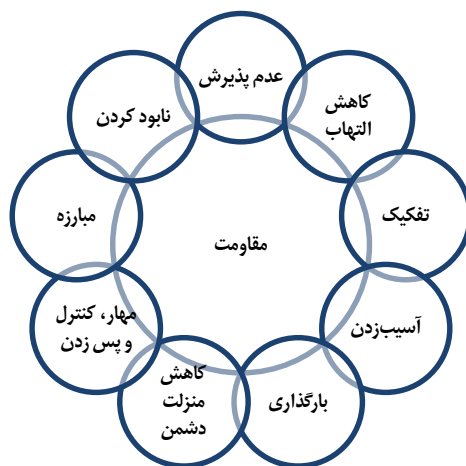 عدم پذیرش
کاهش
التهاب
تفکیک
آسیب‌زدن
بارگذاری
کاهش
منزلت
دشمن
مهار، کنترل
و پس زدن
مبارزه
نابود کردن
مقاومت